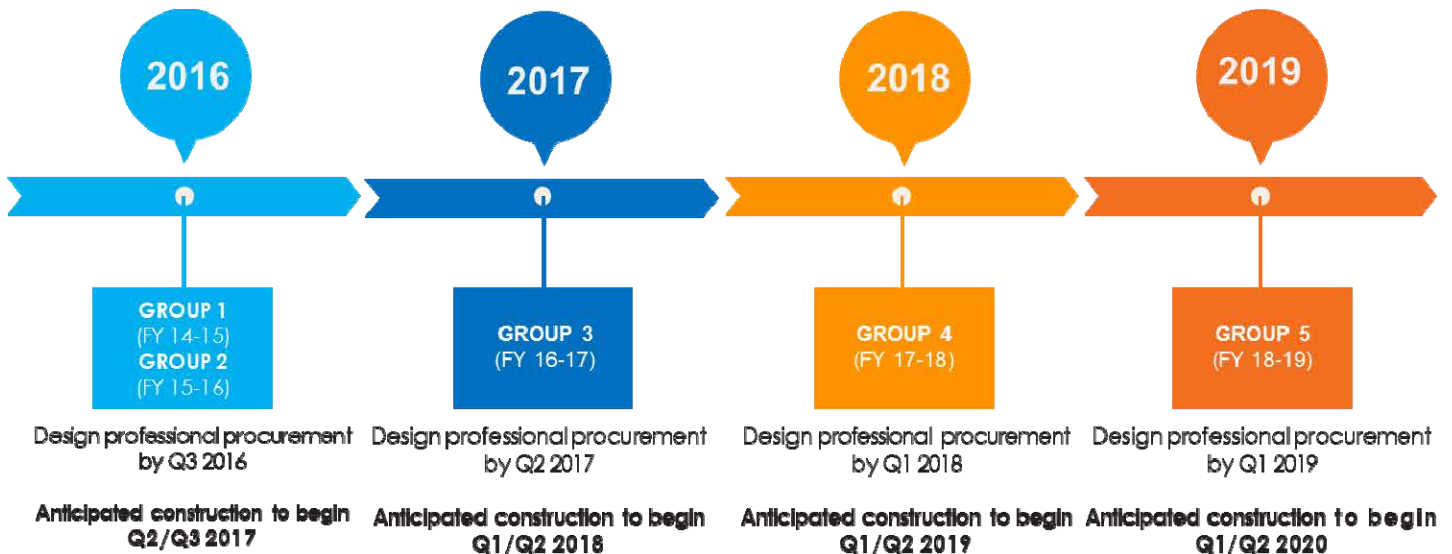 2016
2017
2018
2019
GROUP 1
(FY 14-15)
GROUP 2
(FY 15-16)
GROUP 3
(FY 16-17)
GROUP 4
(FY 17-18)
GROUP 5
(FY 18-19)
Design professional procurement
by Q3 2016
Anticipated construction to begin
Q2/Q3 2017
Design professional procurement
by Q2 2017
Anticipated construction to begin
Q1/Q2 2018
Design professional procurement
by Q1 2018
Anticipated construction to begin
Q1/Q2 2019
Design professional procurement
by Q1 2019
Anticipated construction to begin
Q1/Q2 2020